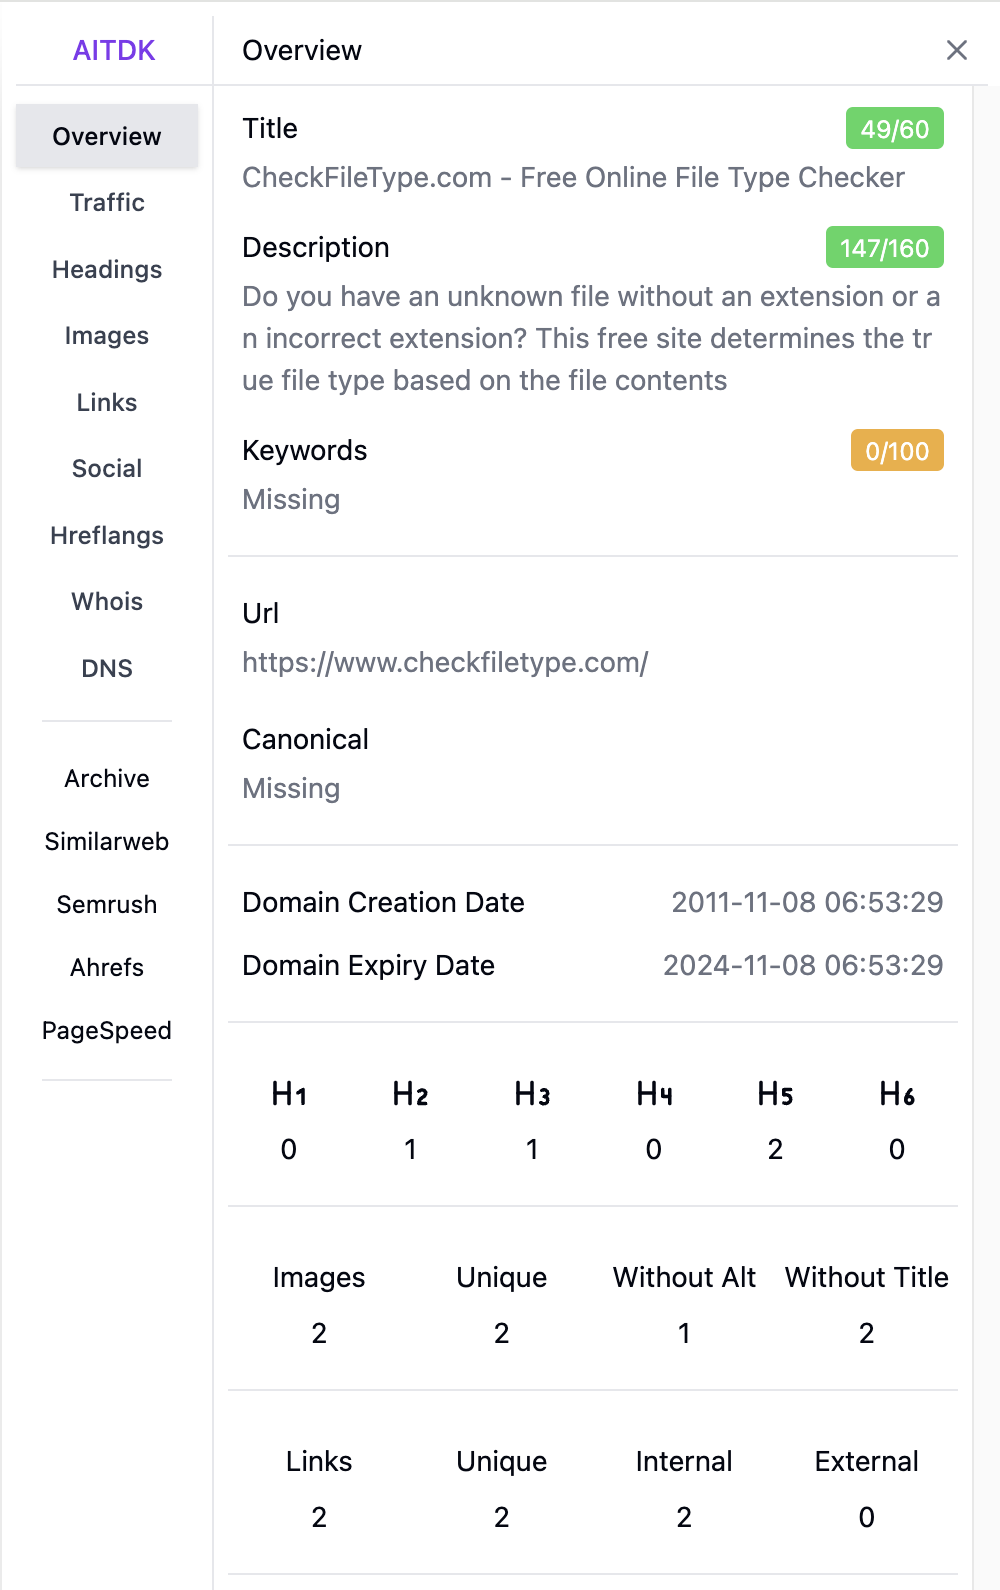 AITDK
Overview
Traffic
Headings
Images
Links
Social
Hreflangs
Whois
DNS
Archive
Similarweb
Semrush
Ahrefs
PageSpeed
Overview
Title 49/60
CheckFileType.com - Free Online File Type Checker
Description 147/160
Do you have an unknown file without an extension or a
n incorrect extension? This free site determines the tr
ue file type based on the file contents
Keywords 0/100
Missing
Url
https://www.checkfiletype.com/
Canonical
Missing
Domain Creation Date 2011-11-08 06:53:29
Domain Expiry Date 2024-11-08 06:53:29
H1 H2 H3 H4 H5 H6
0 1 1 0 2 0
Images Unique Without Alt Without Title
2 2 1 2
Links Unique Internal External
2 2 2 0